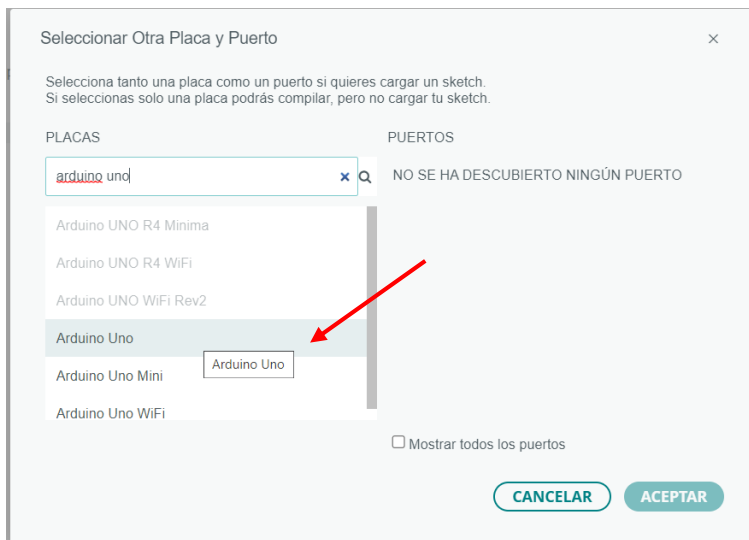 Seleccionar Otra Placa y Puerto
Selecciona tanto una placa como un puerto si quieres cargar un sketch.
Si seleccionas solo una placa podrás compilar, pero no cargar tu sketch.
PLACAS
PUERTOS
arduino uno
NO SE HA DESCUBIERTO NINGÚN PUERTO
Arduino UNO R4 Minima
Arduino UNO R4 WiFi
Arduino UNO WiFi Rev2
Arduino Uno
Arduino Uno
Arduino Uno Mini
Arduino Uno WiFi
Mostrar todos los puertos
CANCELAR
ACEPTAR